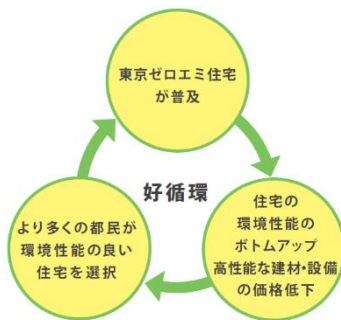 東京ゼロエミ住宅
が普及
好循環
住宅の
環境性能の
ボトムアップ
高性能な建材・設備
の価格低下
より多くの都民が
環境性能の良い
住宅を選択